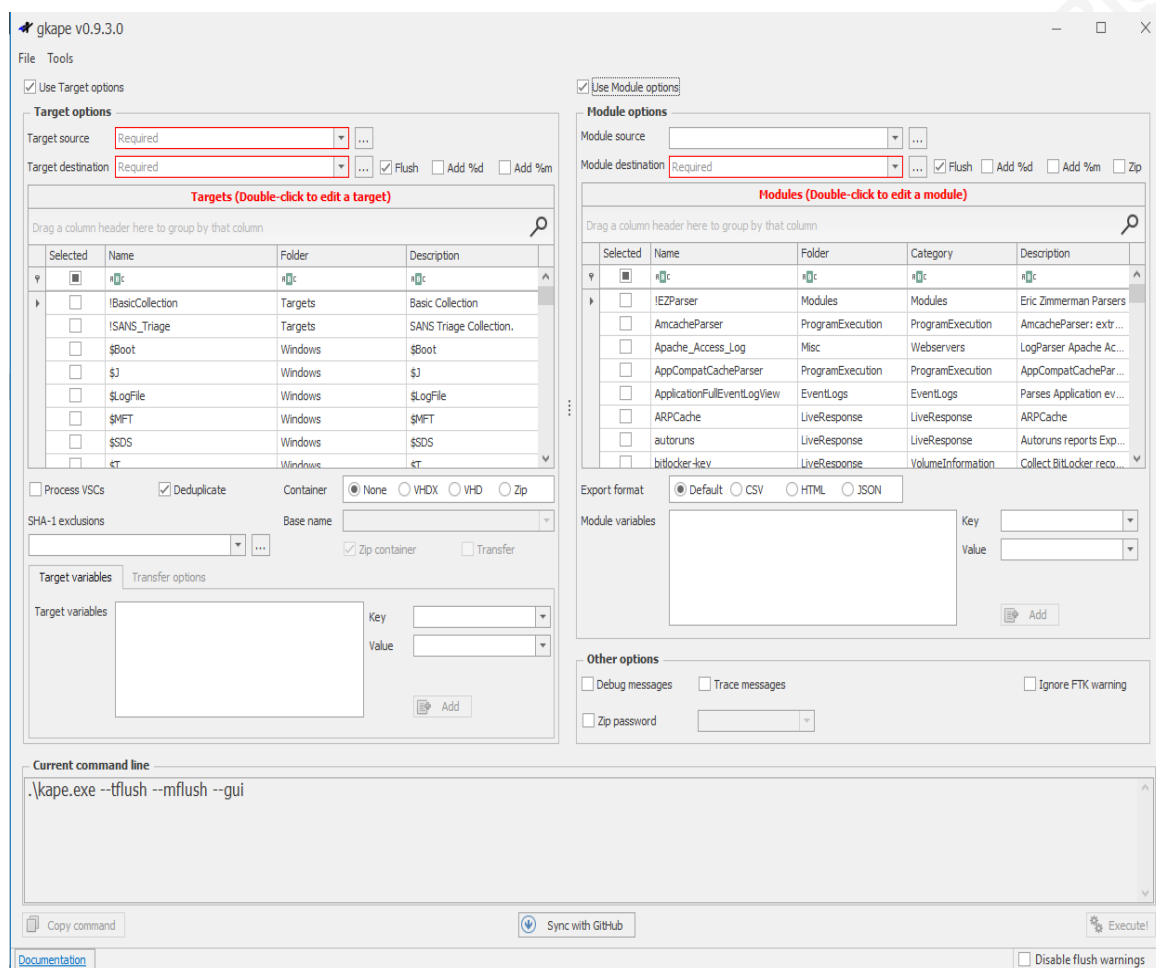 gkape v0.9.3.0
File Tools
Use Target options
Target options
Target source Required ...
Target destination Required ... Flush Add %d Add %m
Targets (Double-click to edit a target)
Drag a column header here to group by that column
Selected Name Folder Description
!BasicCollection Targets Basic Collection
!SANS_Triage Targets SANS Triage Collection.
$Boot Windows $Boot
$J Windows $J
$LogFile Windows $LogFile
$MFT Windows $MFT
$SDS Windows $SDS
$T Windows $T
Process VSCs Deduplicate Container None VHDX VHD Zip
SHA-1 exclusions Base name
... Zip container Transfer
Target variables Transfer options
Target variables Key
Value
Add
Use Module options
Module options
Module source ...
Module destination Required ... Flush Add %d Add %m Zip
Modules (Double-click to edit a module)
Drag a column header here to group by that column
Selected Name Folder Category Description
!EZParser Modules Modules Eric Zimmerman Parsers
AmcacheParser ProgramExecution ProgramExecution AmcacheParser: extr...
Apache_Access_Log Misc Webservers LogParser Apache Ac...
AppCompatCacheParser ProgramExecution ProgramExecution AppCompatCachePar...
ApplicationFullEventLogView EventLogs EventLogs Parses Application ev...
ARPCache LiveResponse LiveResponse ARPCache
autoruns LiveResponse LiveResponse Autoruns reports Exp...
bitlocker-key LiveResponse VolumeInformation Collect BitLocker reco...
Export format Default CSV HTML JSON
Module variables Key
Value
Add
Other options
Debug messages Trace messages Ignore FTK warning
Zip password
Current command line
.\kape.exe --tflush --mflush --gui
Copy command Sync with GitHub Execute!
Documentation Disable flush warnings